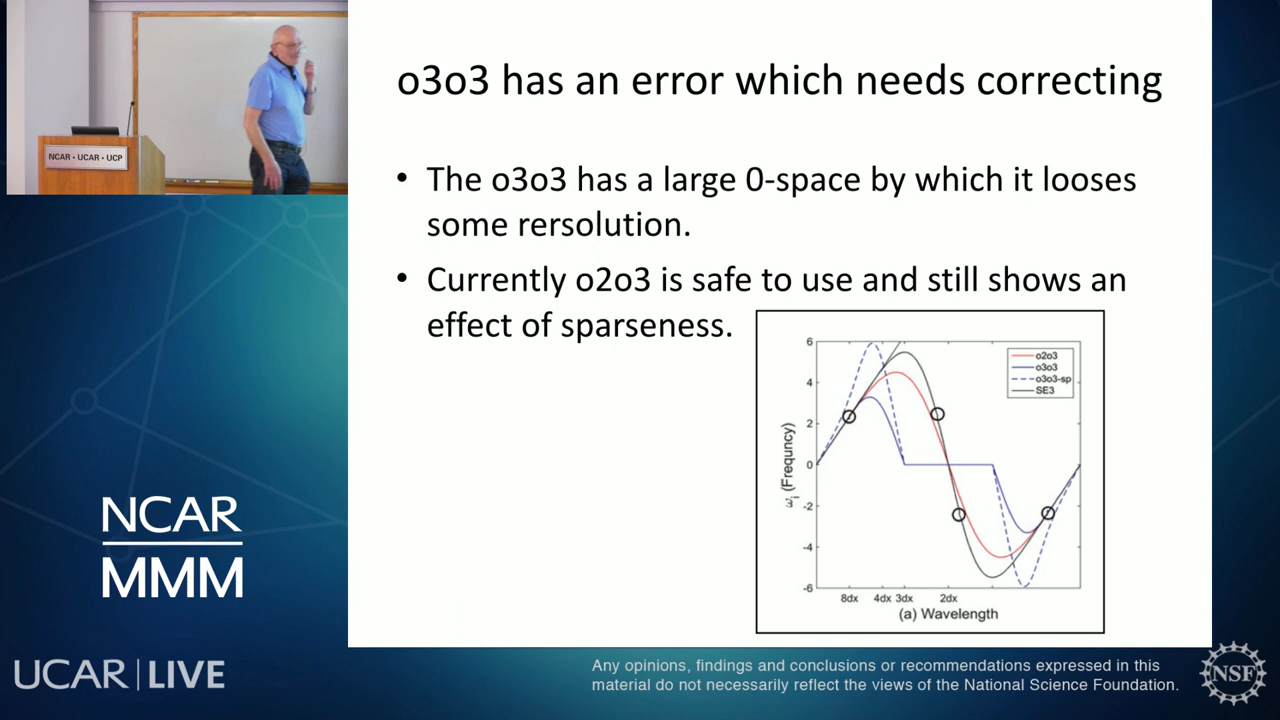 NCAR • UCAR • UCP
o3o3 has an error which needs correcting
• The o3o3 has a large 0-space by which it looses
some rersolution.
• Currently o2o3 is safe to use and still shows an
effect of sparseness.
6
4
2
0
-2
-4
-6
ω_i (Frequncy)
o2o3
o3o3
o3o3-sp
SE3
8dx 4dx 3dx 2dx
(a) Wavelength
NCAR
MMM
UCAR | LIVE
Any opinions, findings and conclusions or recommendations expressed in this
material do not necessarily reflect the views of the National Science Foundation.
NSF